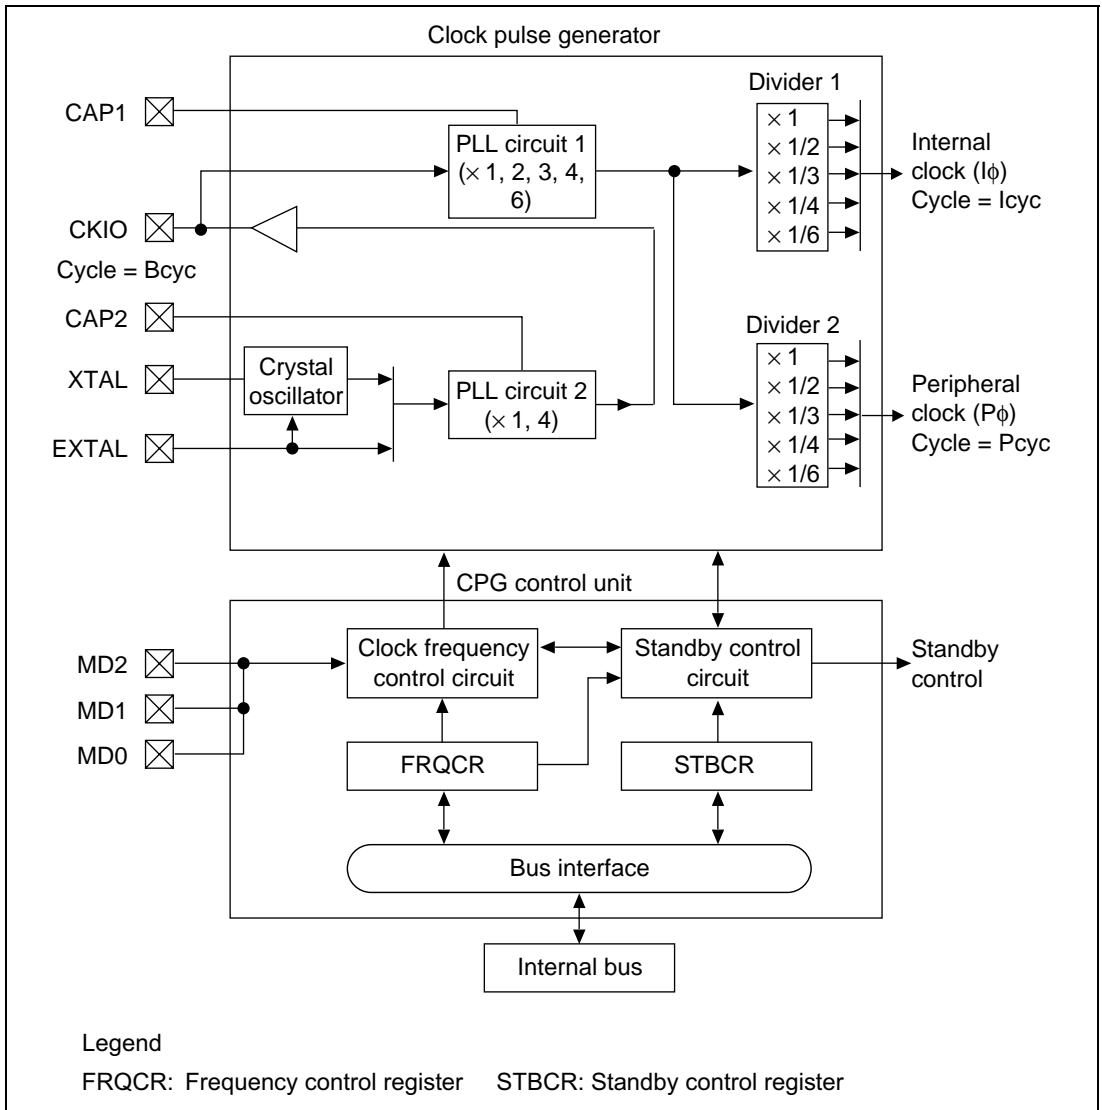 Clock pulse generator
CAP1
CKIO
Cycle = Bcyc
CAP2
XTAL
EXTAL
PLL circuit 1
(× 1, 2, 3, 4,
6)
Crystal
oscillator
PLL circuit 2
(× 1, 4)
Divider 1
× 1
× 1/2
× 1/3
× 1/4
× 1/6
Internal
clock (Iϕ)
Cycle = Icyc
Divider 2
× 1
× 1/2
× 1/3
× 1/4
× 1/6
Peripheral
clock (Pϕ)
Cycle = Pcyc
CPG control unit
MD2
MD1
MD0
Clock frequency
control circuit
Standby control
circuit
Standby
control
FRQCR
STBCR
Bus interface
Internal bus
Legend
FRQCR: Frequency control register STBCR: Standby control register